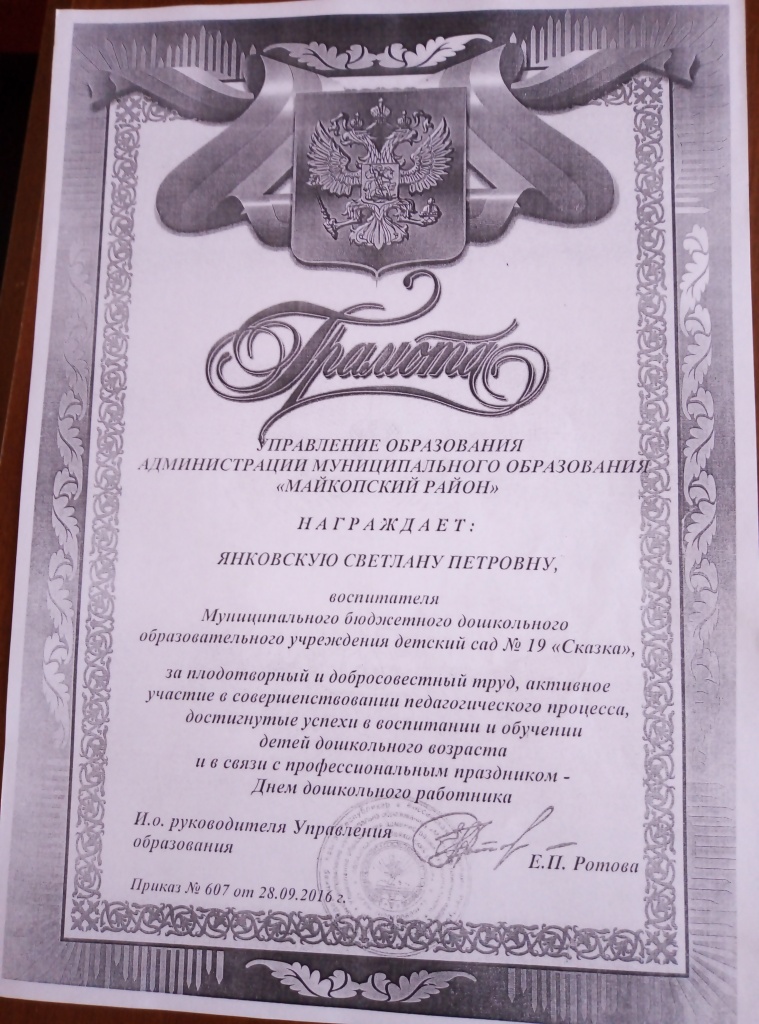 Грамота
УПРАВЛЕНИЕ ОБРАЗОВАНИЯ
АДМИНИСТРАЦИИ МУНИЦИПАЛЬНОГО ОБРАЗОВАНИЯ
«МАЙКОПСКИЙ РАЙОН»
НАГРАЖДАЕТ:
ЯНКОВСКУЮ СВЕТЛАНУ ПЕТРОВНУ,
воспитателя
Муниципального бюджетного дошкольного
образовательного учреждения детский сад № 19 «Сказка»,
за плодотворный и добросовестный труд, активное
участие в совершенствовании педагогического процесса,
достигнутые успехи в воспитании и обучении
детей дошкольного возраста
и в связи с профессиональным праздником -
Днем дошкольного работника
И.о. руководителя Управления
образования
Е.П. Ротова
Приказ № 607 от 28.09.2016 г.